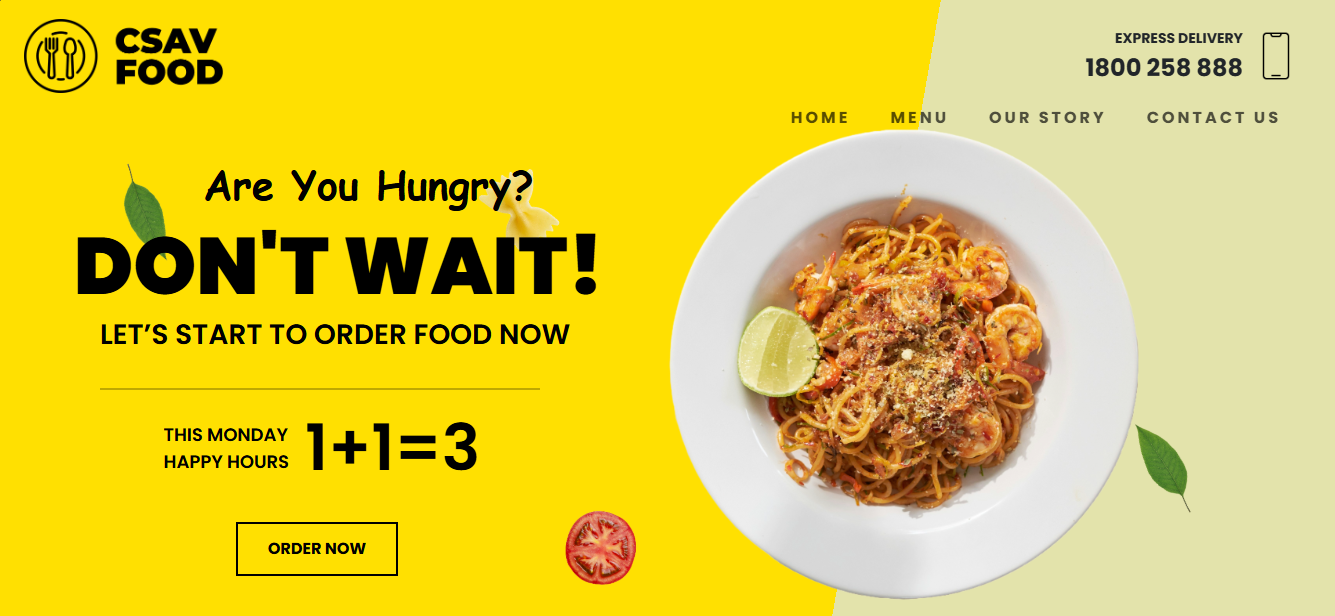 CSAV
FOOD
EXPRESS DELIVERY
1800 258 888
HOME MENU OUR STORY CONTACT US
Are You Hungry?
DON'T WAIT!
LET’S START TO ORDER FOOD NOW
THIS MONDAY
HAPPY HOURS
1+1=3
ORDER NOW